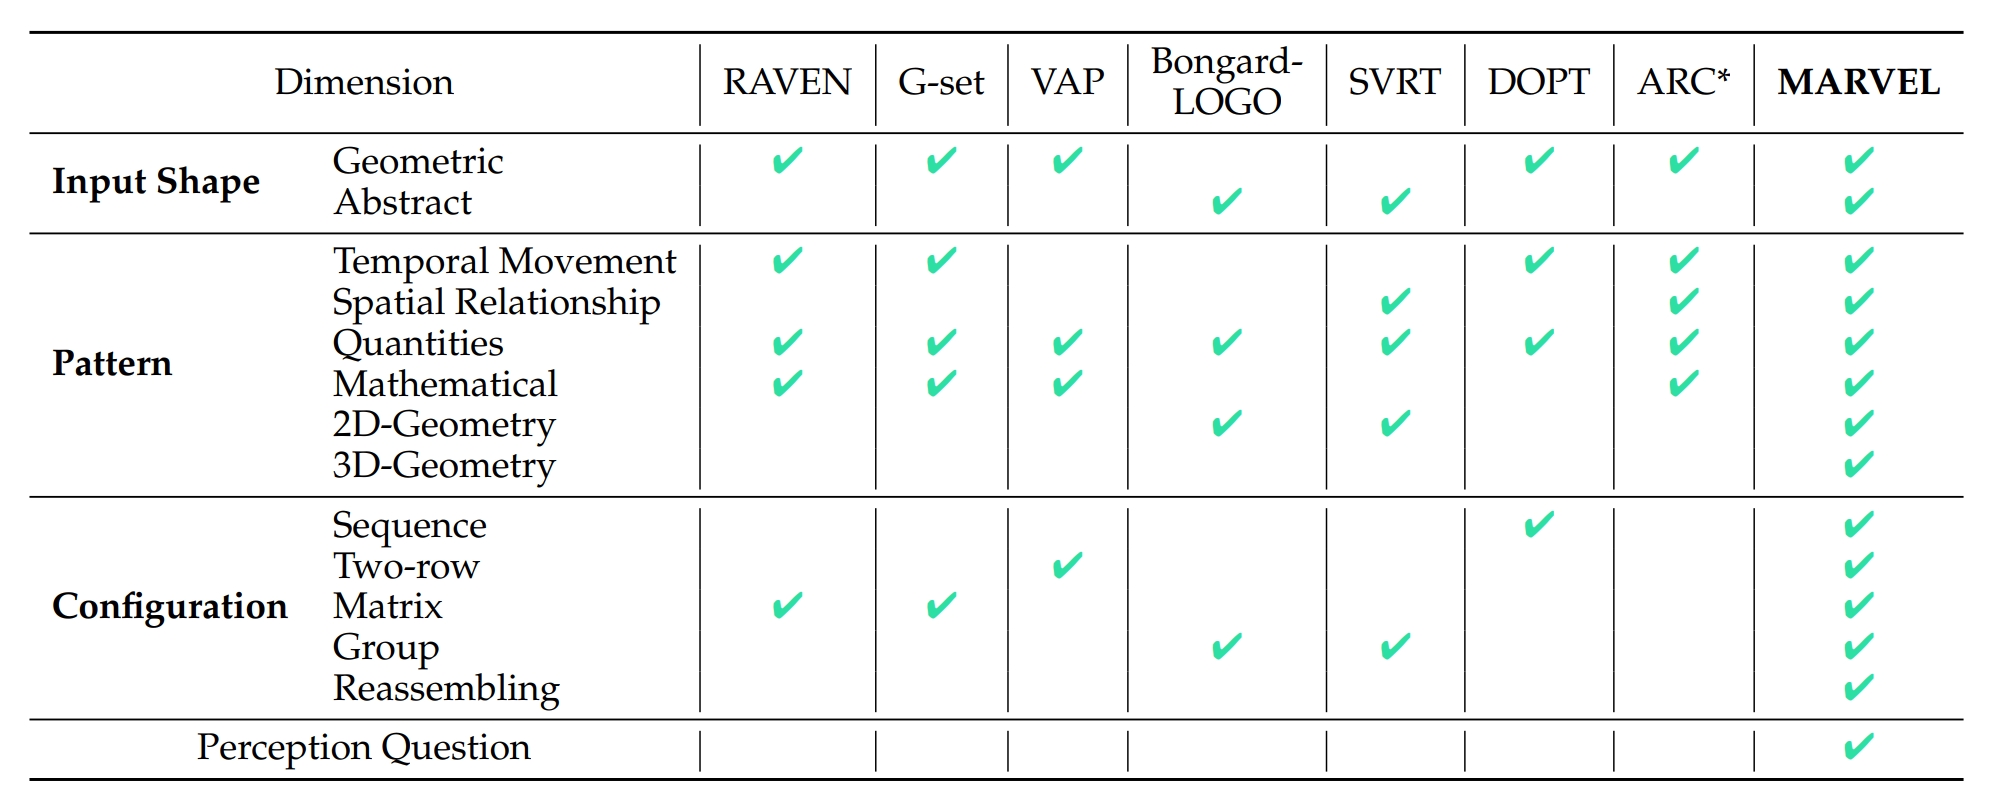 Dimension RAVEN G-set VAP Bongard-LOGO SVRT DOPT ARC* MARVEL
Input Shape Geometric ✔ ✔ ✔ ✔ ✔ ✔
Abstract ✔ ✔ ✔
Pattern Temporal Movement ✔ ✔ ✔ ✔ ✔
Spatial Relationship ✔ ✔ ✔
Quantities ✔ ✔ ✔ ✔ ✔ ✔ ✔ ✔
Mathematical ✔ ✔ ✔ ✔ ✔
2D-Geometry ✔ ✔ ✔
3D-Geometry ✔
Configuration Sequence ✔ ✔
Two-row ✔ ✔
Matrix ✔ ✔ ✔
Group ✔ ✔ ✔
Reassembling ✔
Perception Question ✔